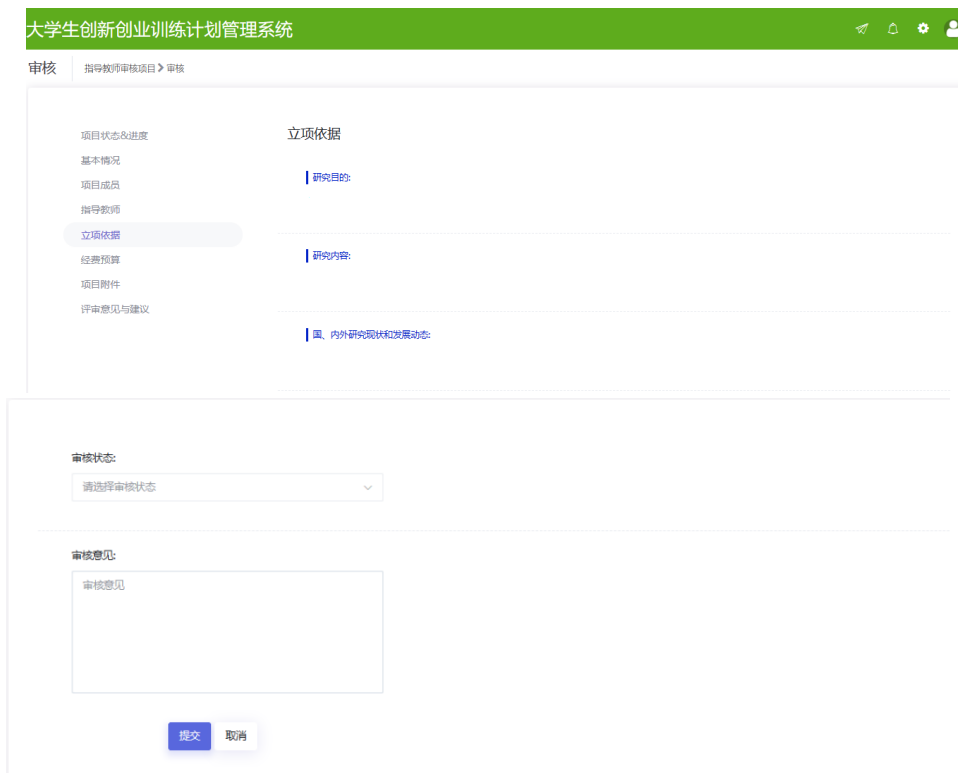 大学生创新创业训练计划管理系统
审核
指导教师审核项目 > 审核
项目状态&进度
基本情况
项目成员
指导教师
立项依据
经费预算
项目附件
评审意见与建议
立项依据
研究目的:
研究内容:
国、内外研究现状和发展动态:
审核状态:
请选择审核状态
审核意见:
审核意见
提交 取消